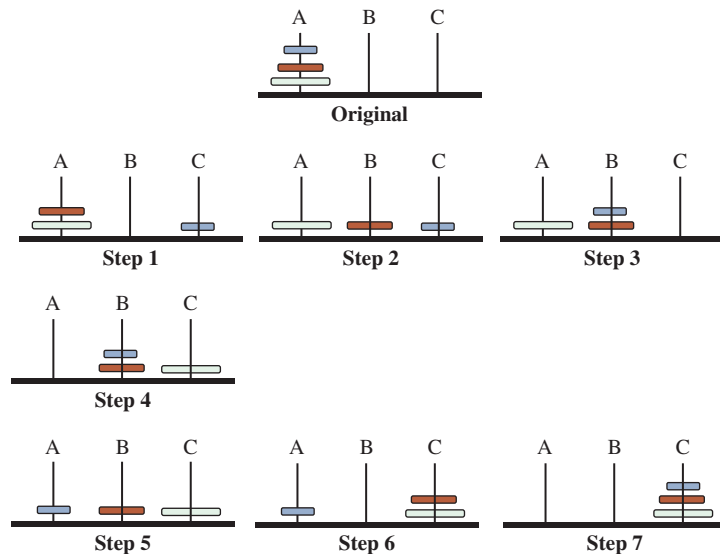 A B C
Original
A B C A B C A B C
Step 1 Step 2 Step 3
A B C
Step 4
A B C A B C A B C
Step 5 Step 6 Step 7